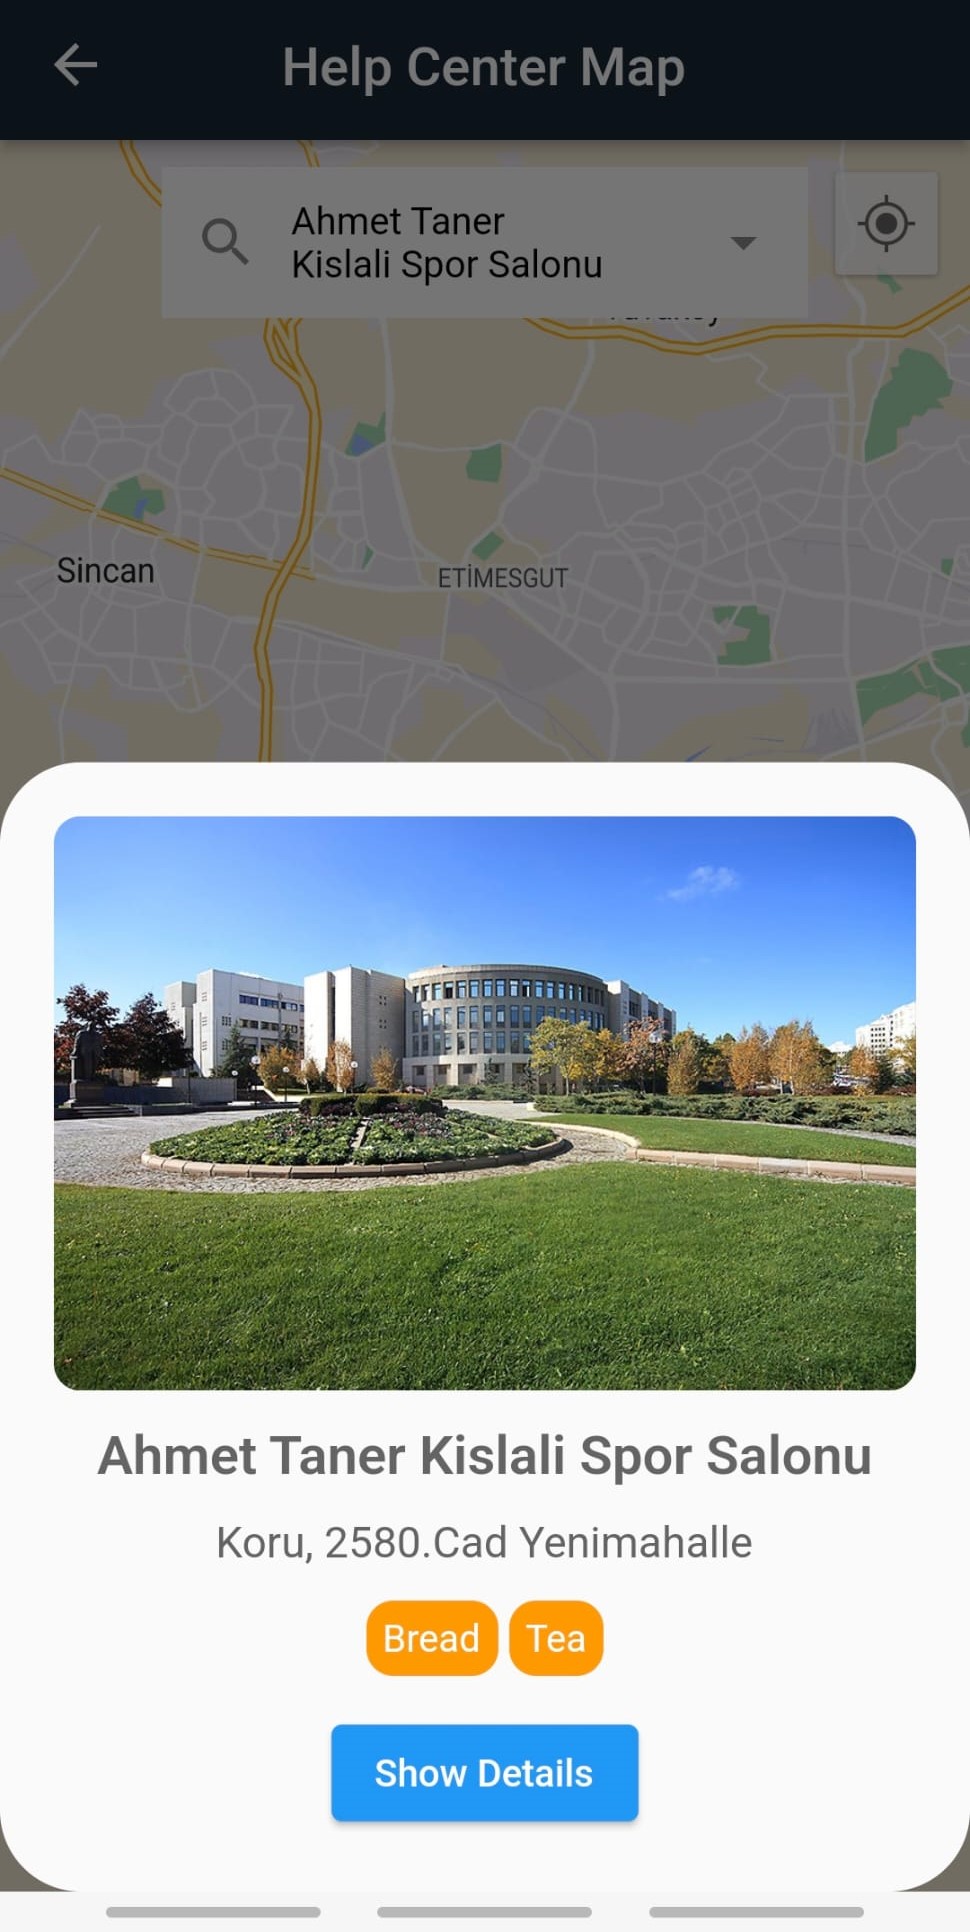 Help Center Map
Ahmet Taner
Kislali Spor Salonu
Sincan
ETİMESGUT
Ahmet Taner Kislali Spor Salonu
Koru, 2580.Cad Yenimahalle
Bread
Tea
Show Details